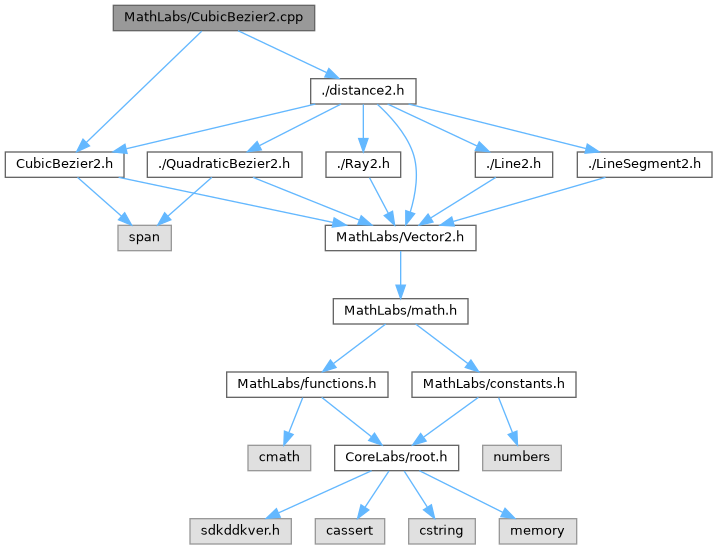 MathLabs/CubicBezier2.cpp
./distance2.h
CubicBezier2.h
./QuadraticBezier2.h
./Ray2.h
./Line2.h
./LineSegment2.h
span
MathLabs/Vector2.h
MathLabs/math.h
MathLabs/functions.h
MathLabs/constants.h
cmath
CoreLabs/root.h
numbers
sdkddkver.h
cassert
cstring
memory